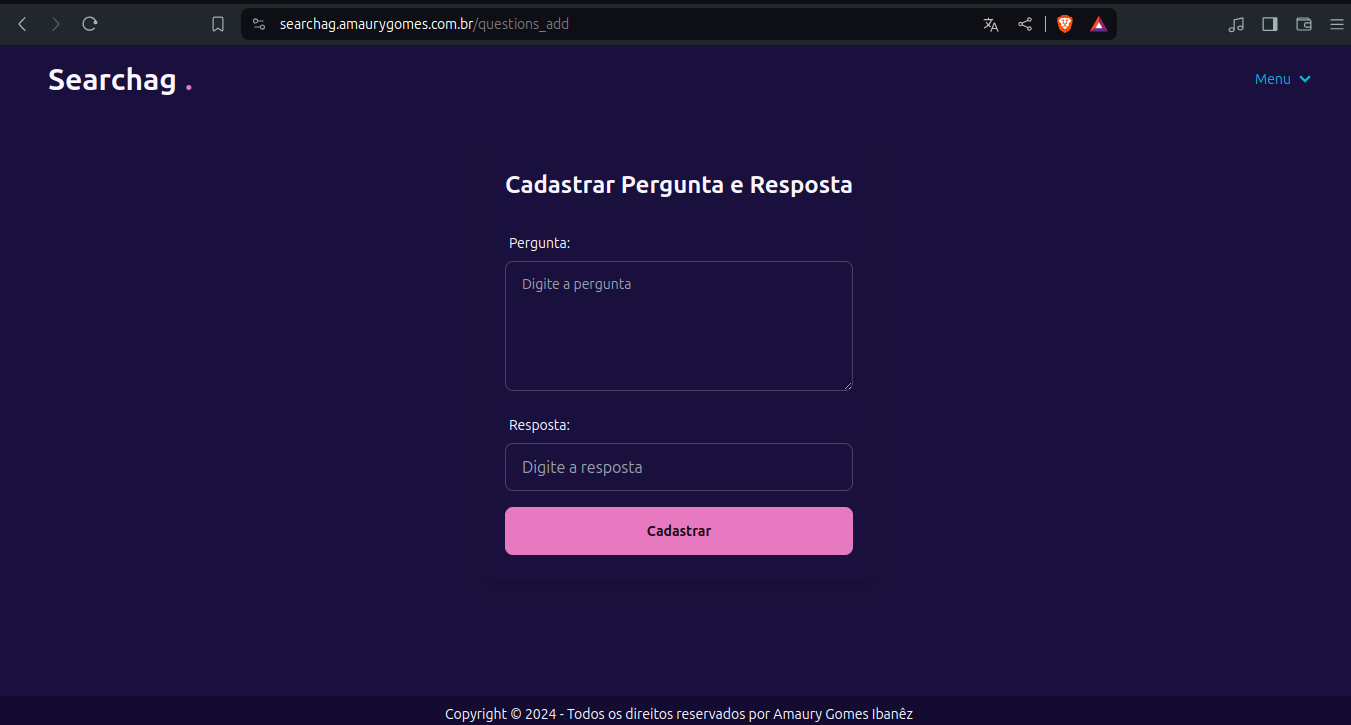 searchag.amaurygomes.com.br/questions_add
Searchag .
Menu
Cadastrar Pergunta e Resposta
Pergunta:
Digite a pergunta
Resposta:
Digite a resposta
Cadastrar
Copyright © 2024 - Todos os direitos reservados por Amaury Gomes Ibanêz